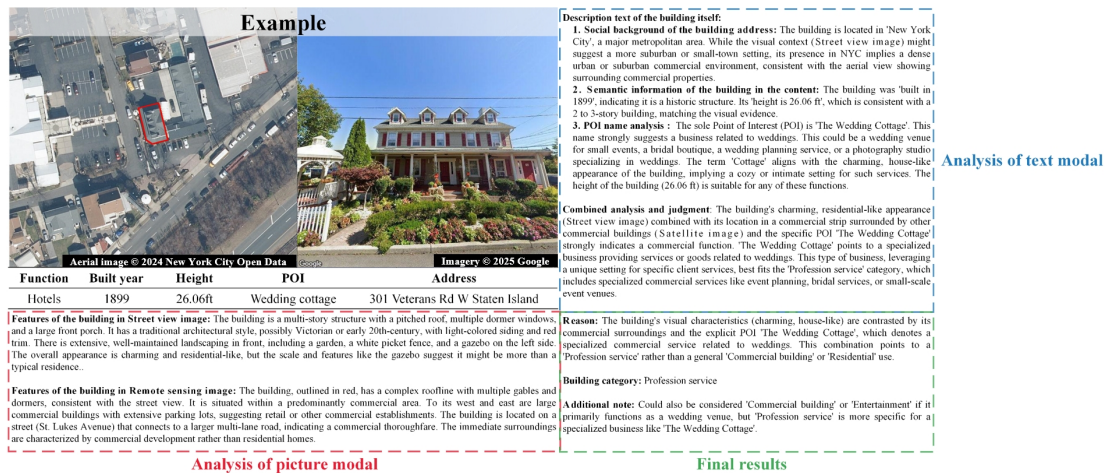 Example
Aerial image © 2024 New York City Open Data
Google
Imagery © 2025 Google
Function Built year Height POI Address
Hotels 1899 26.06ft Wedding cottage 301 Veterans Rd W Staten Island
Features of the building in Street view image: The building is a multi-story structure with a pitched roof, multiple dormer windows,
and a large front porch. It has a traditional architectural style, possibly Victorian or early 20th-century, with light-colored siding and red
trim. There is extensive, well-maintained landscaping in front, including a garden, a white picket fence, and a gazebo on the left side.
The overall appearance is charming and residential-like, but the scale and features like the gazebo suggest it might be more than a
typical residence..
Features of the building in Remote sensing image: The building, outlined in red, has a complex roofline with multiple gables and
dormers, consistent with the street view. It is situated within a predominantly commercial area. To its west and east are large
commercial buildings with extensive parking lots, suggesting retail or other commercial establishments. The building is located on a
street (St. Lukes Avenue) that connects to a larger multi-lane road, indicating a commercial thoroughfare. The immediate surroundings
are characterized by commercial development rather than residential homes.
Analysis of picture modal
Description text of the building itself:
1. Social background of the building address: The building is located in 'New York
City', a major metropolitan area. While the visual context (Street view image) might
suggest a more suburban or small-town setting, its presence in NYC implies a dense
urban or suburban commercial environment, consistent with the aerial view showing
surrounding commercial properties.
2. Semantic information of the building in the content: The building was 'built in
1899', indicating it is a historic structure. Its 'height is 26.06 ft', which is consistent with a
2 to 3-story building, matching the visual evidence.
3. POI name analysis : The sole Point of Interest (POI) is 'The Wedding Cottage'. This
name strongly suggests a business related to weddings. This could be a wedding venue
for small events, a bridal boutique, a wedding planning service, or a photography studio
specializing in weddings. The term 'Cottage' aligns with the charming, house-like
appearance of the building, implying a cozy or intimate setting for such services. The
height of the building (26.06 ft) is suitable for any of these functions.
Combined analysis and judgment: The building's charming, residential-like appearance
(Street view image) combined with its location in a commercial strip surrounded by other
commercial buildings (Satellite image) and the specific POI 'The Wedding Cottage'
strongly indicates a commercial function. 'The Wedding Cottage' points to a specialized
business providing services or goods related to weddings. This type of business, leveraging
a unique setting for specific client services, best fits the 'Profession service' category, which
includes specialized commercial services like event planning, bridal services, or small-scale
event venues.
Analysis of text modal
Reason: The building's visual characteristics (charming, house-like) are contrasted by its
commercial surroundings and the explicit POI 'The Wedding Cottage', which denotes a
specialized commercial service related to weddings. This combination points to a
'Profession service' rather than a general 'Commercial building' or 'Residential' use.
Building category: Profession service
Additional note: Could also be considered 'Commercial building' or 'Entertainment' if it
primarily functions as a wedding venue, but 'Profession service' is more specific for a
specialized business like 'The Wedding Cottage'.
Final results